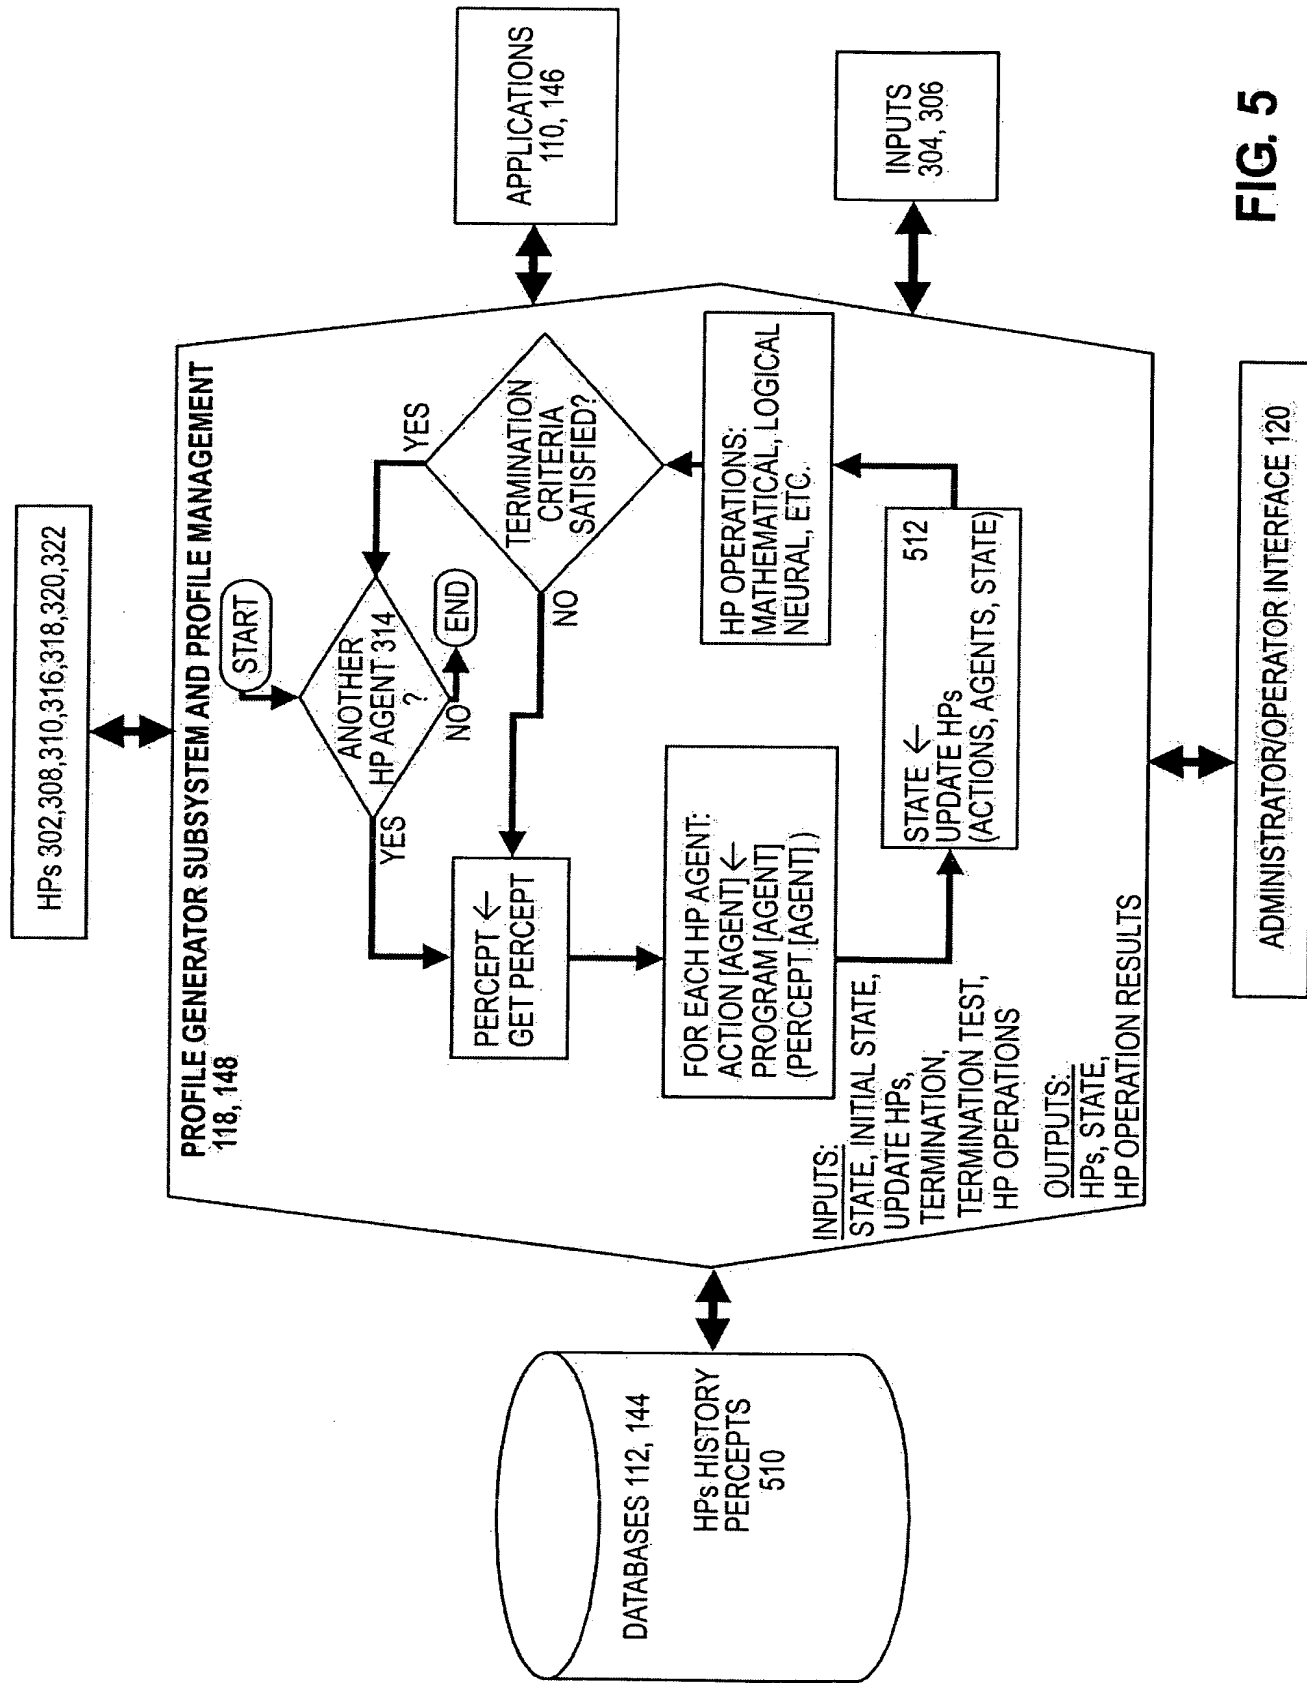 HPs 302,308,310,316,318,320,322
PROFILE GENERATOR SUBSYSTEM AND PROFILE MANAGEMENT
118, 148
START
ANOTHER
HP AGENT 314
?
YES
NO
END
TERMINATION
CRITERIA
SATISFIED?
YES
NO
PERCEPT ←
GET PERCEPT
FOR EACH HP AGENT:
ACTION [AGENT] ←
PROGRAM [AGENT]
(PERCEPT [AGENT] )
STATE ← 512
UPDATE HPs
(ACTIONS, AGENTS, STATE)
HP OPERATIONS:
MATHEMATICAL, LOGICAL
NEURAL, ETC.
INPUTS:
STATE, INITIAL STATE,
UPDATE HPs,
TERMINATION,
TERMINATION TEST,
HP OPERATIONS
OUTPUTS:
HPs, STATE,
HP OPERATION RESULTS
DATABASES 112, 144
HPs HISTORY
PERCEPTS
510
APPLICATIONS
110, 146
INPUTS
304, 306
ADMINISTRATOR/OPERATOR INTERFACE 120
FIG. 5